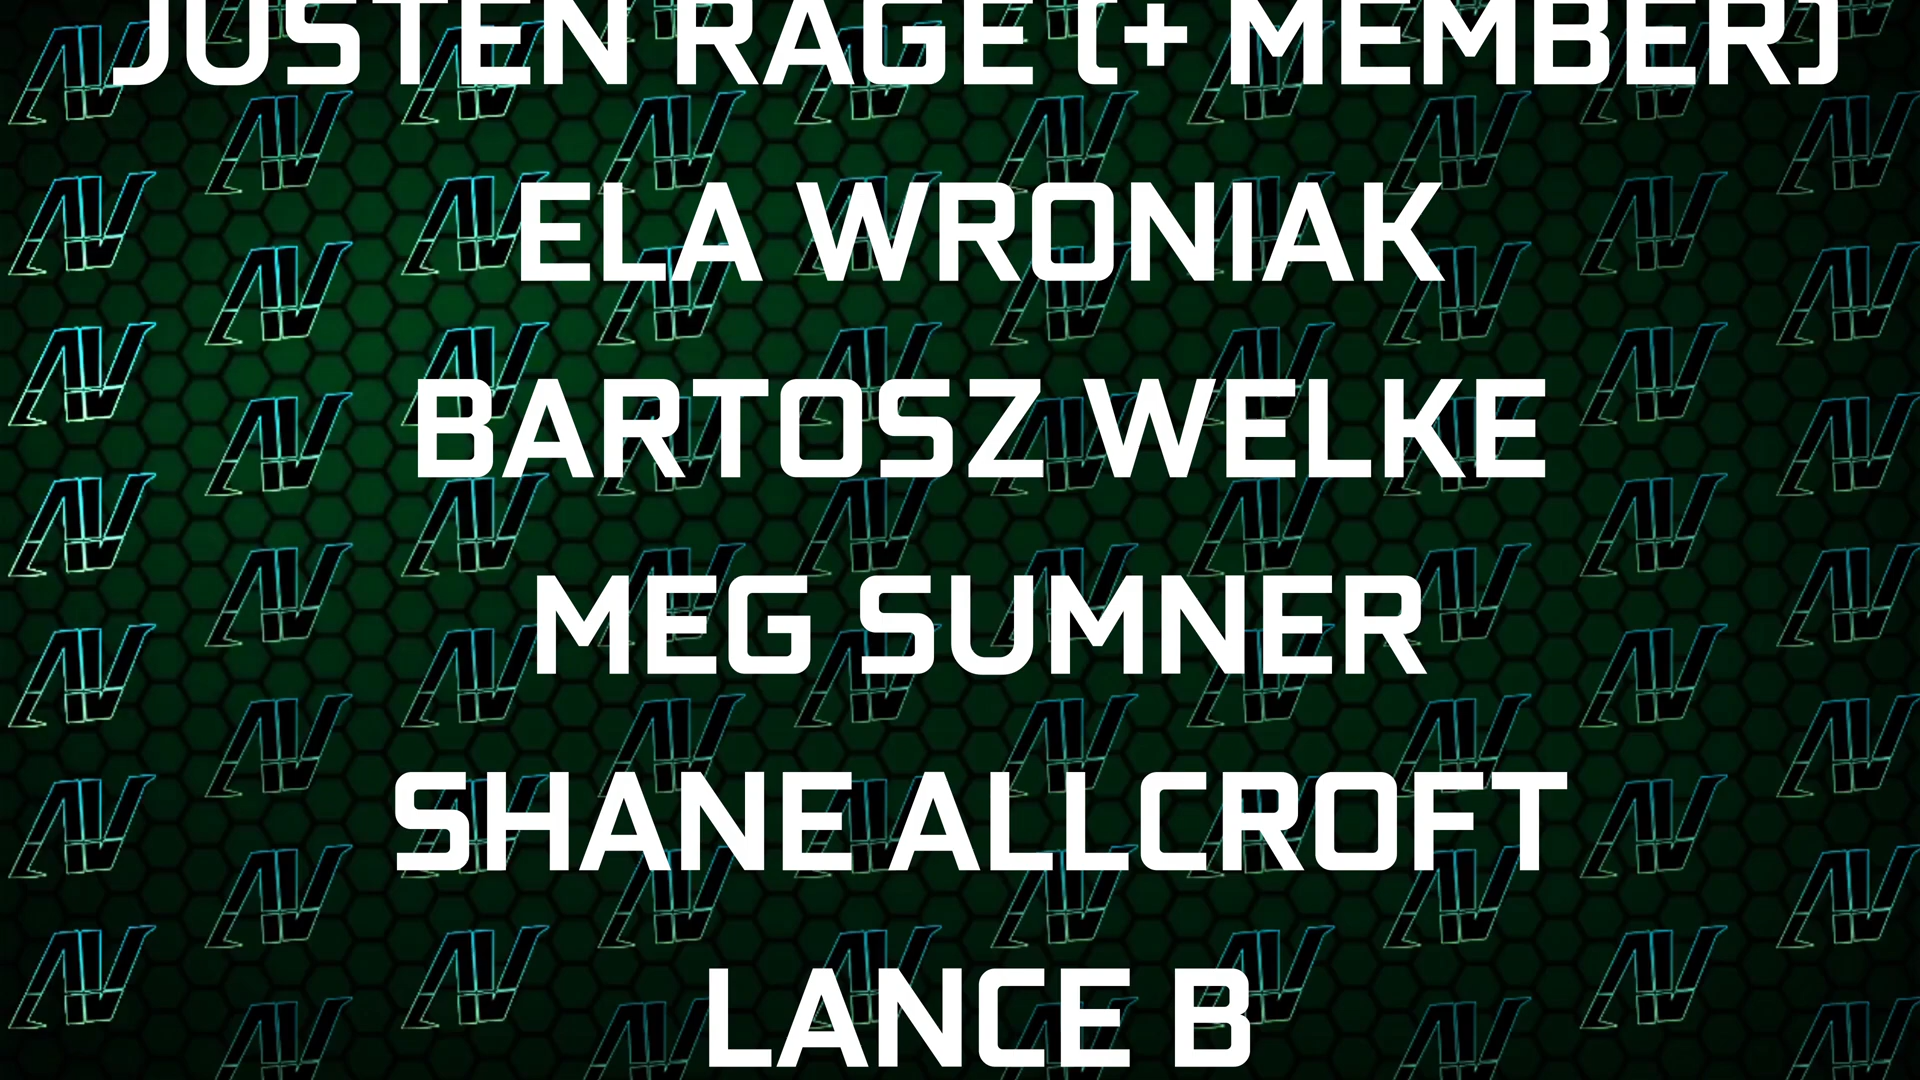 JUSTEN RAGE (+ MEMBER)
ELA WRONIAK
BARTOSZ WELKE
MEG SUMNER
SHANE ALLCROFT
LANCE B